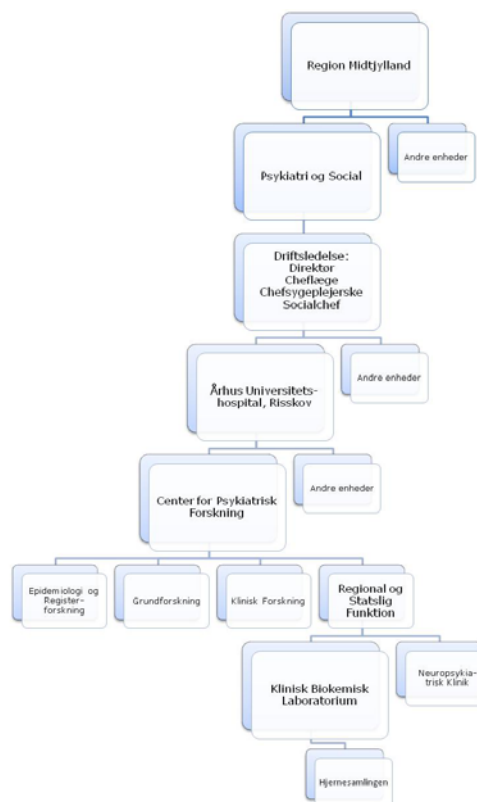 Region Midtjylland
Psykiatri og Social
Andre enheder
Driftsledelse:
Direktør
Cheflæge
Chefsygeplejerske
Socialchef
Århus Universitets-
hospital, Risskov
Andre enheder
Center for Psykiatrisk
Forskning
Andre enheder
Epidemiologi og
Register-
forskning
Grundforskning
Klinisk Forskning
Regional og
Statslig
Funktion
Klinisk Biokemisk
Laboratorium
Neuropsykia-
trisk Klinik
Hjernesamlingen